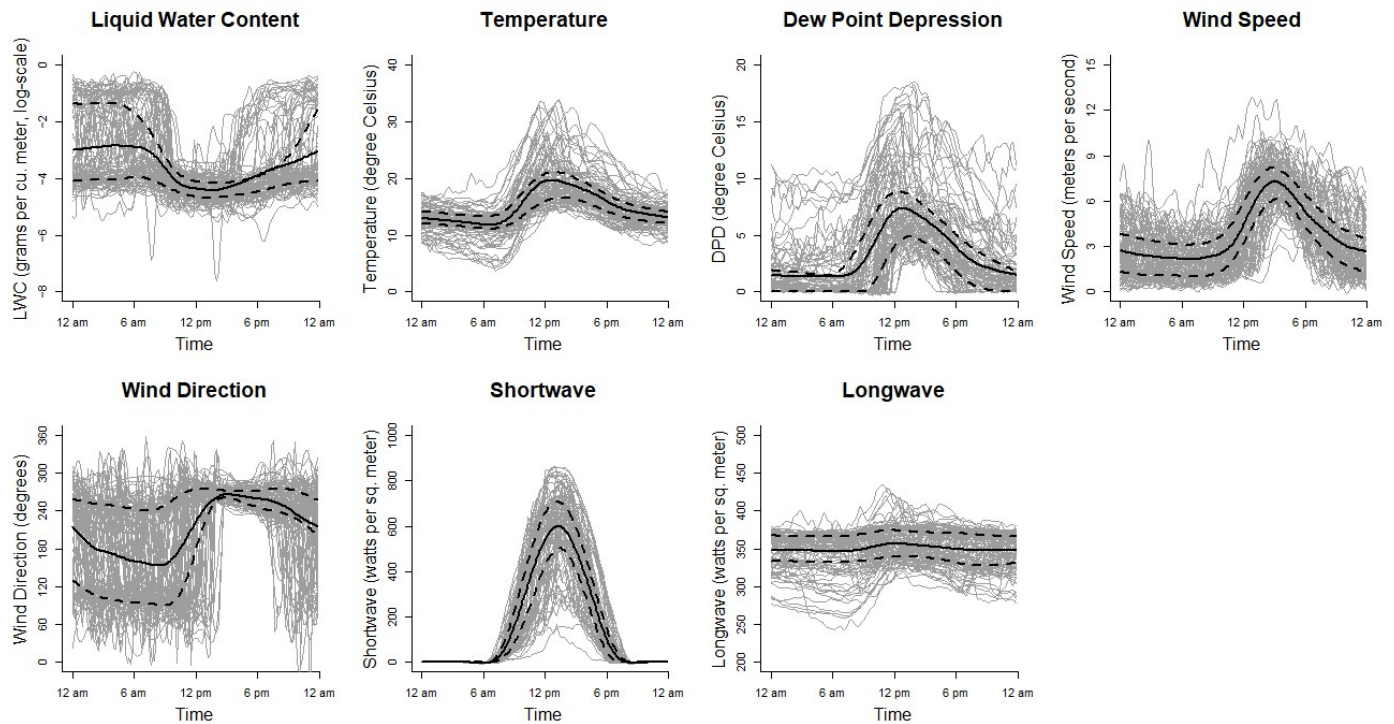 Liquid Water Content
LWC (grams per cu. meter, log-scale)
0
-2
-4
-6
-8
12 am 6 am 12 pm 6 pm 12 am
Time
Temperature
Temperature (degree Celsius)
40
30
20
10
0
12 am 6 am 12 pm 6 pm 12 am
Time
Dew Point Depression
DPD (degree Celsius)
20
15
10
5
0
12 am 6 am 12 pm 6 pm 12 am
Time
Wind Speed
Wind Speed (meters per second)
15
12
9
6
3
0
12 am 6 am 12 pm 6 pm 12 am
Time
Wind Direction
Wind Direction (degrees)
360
300
240
180
120
60
0
12 am 6 am 12 pm 6 pm 12 am
Time
Shortwave
Shortwave (watts per sq. meter)
1000
800
600
400
200
0
12 am 6 am 12 pm 6 pm 12 am
Time
Longwave
Longwave (watts per sq. meter)
500
450
400
350
300
250
200
12 am 6 am 12 pm 6 pm 12 am
Time